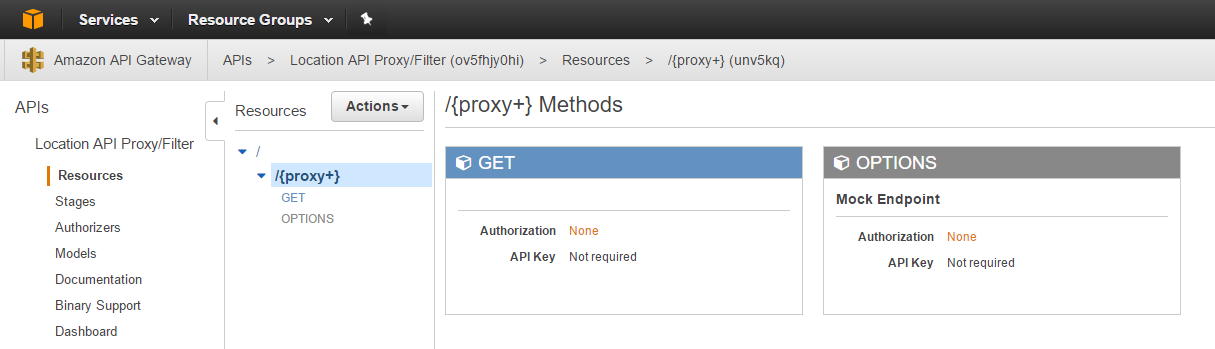 Services Resource Groups
Amazon API Gateway APIs > Location API Proxy/Filter (ov5fhjy0hi) > Resources > /{proxy+} (unv5kq)
APIs
Location API Proxy/Filter
Resources
Stages
Authorizers
Models
Documentation
Binary Support
Dashboard
Resources Actions
/
/{proxy+}
GET
OPTIONS
/{proxy+} Methods
GET
Authorization None
API Key Not required
OPTIONS
Mock Endpoint
Authorization None
API Key Not required